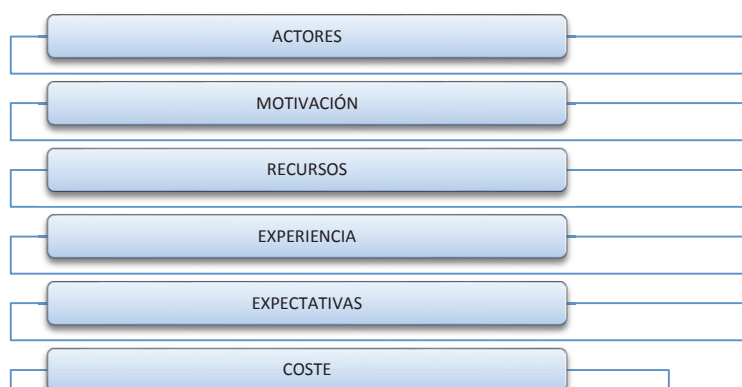 ACTORES
MOTIVACIÓN
RECURSOS
EXPERIENCIA
EXPECTATIVAS
COSTE